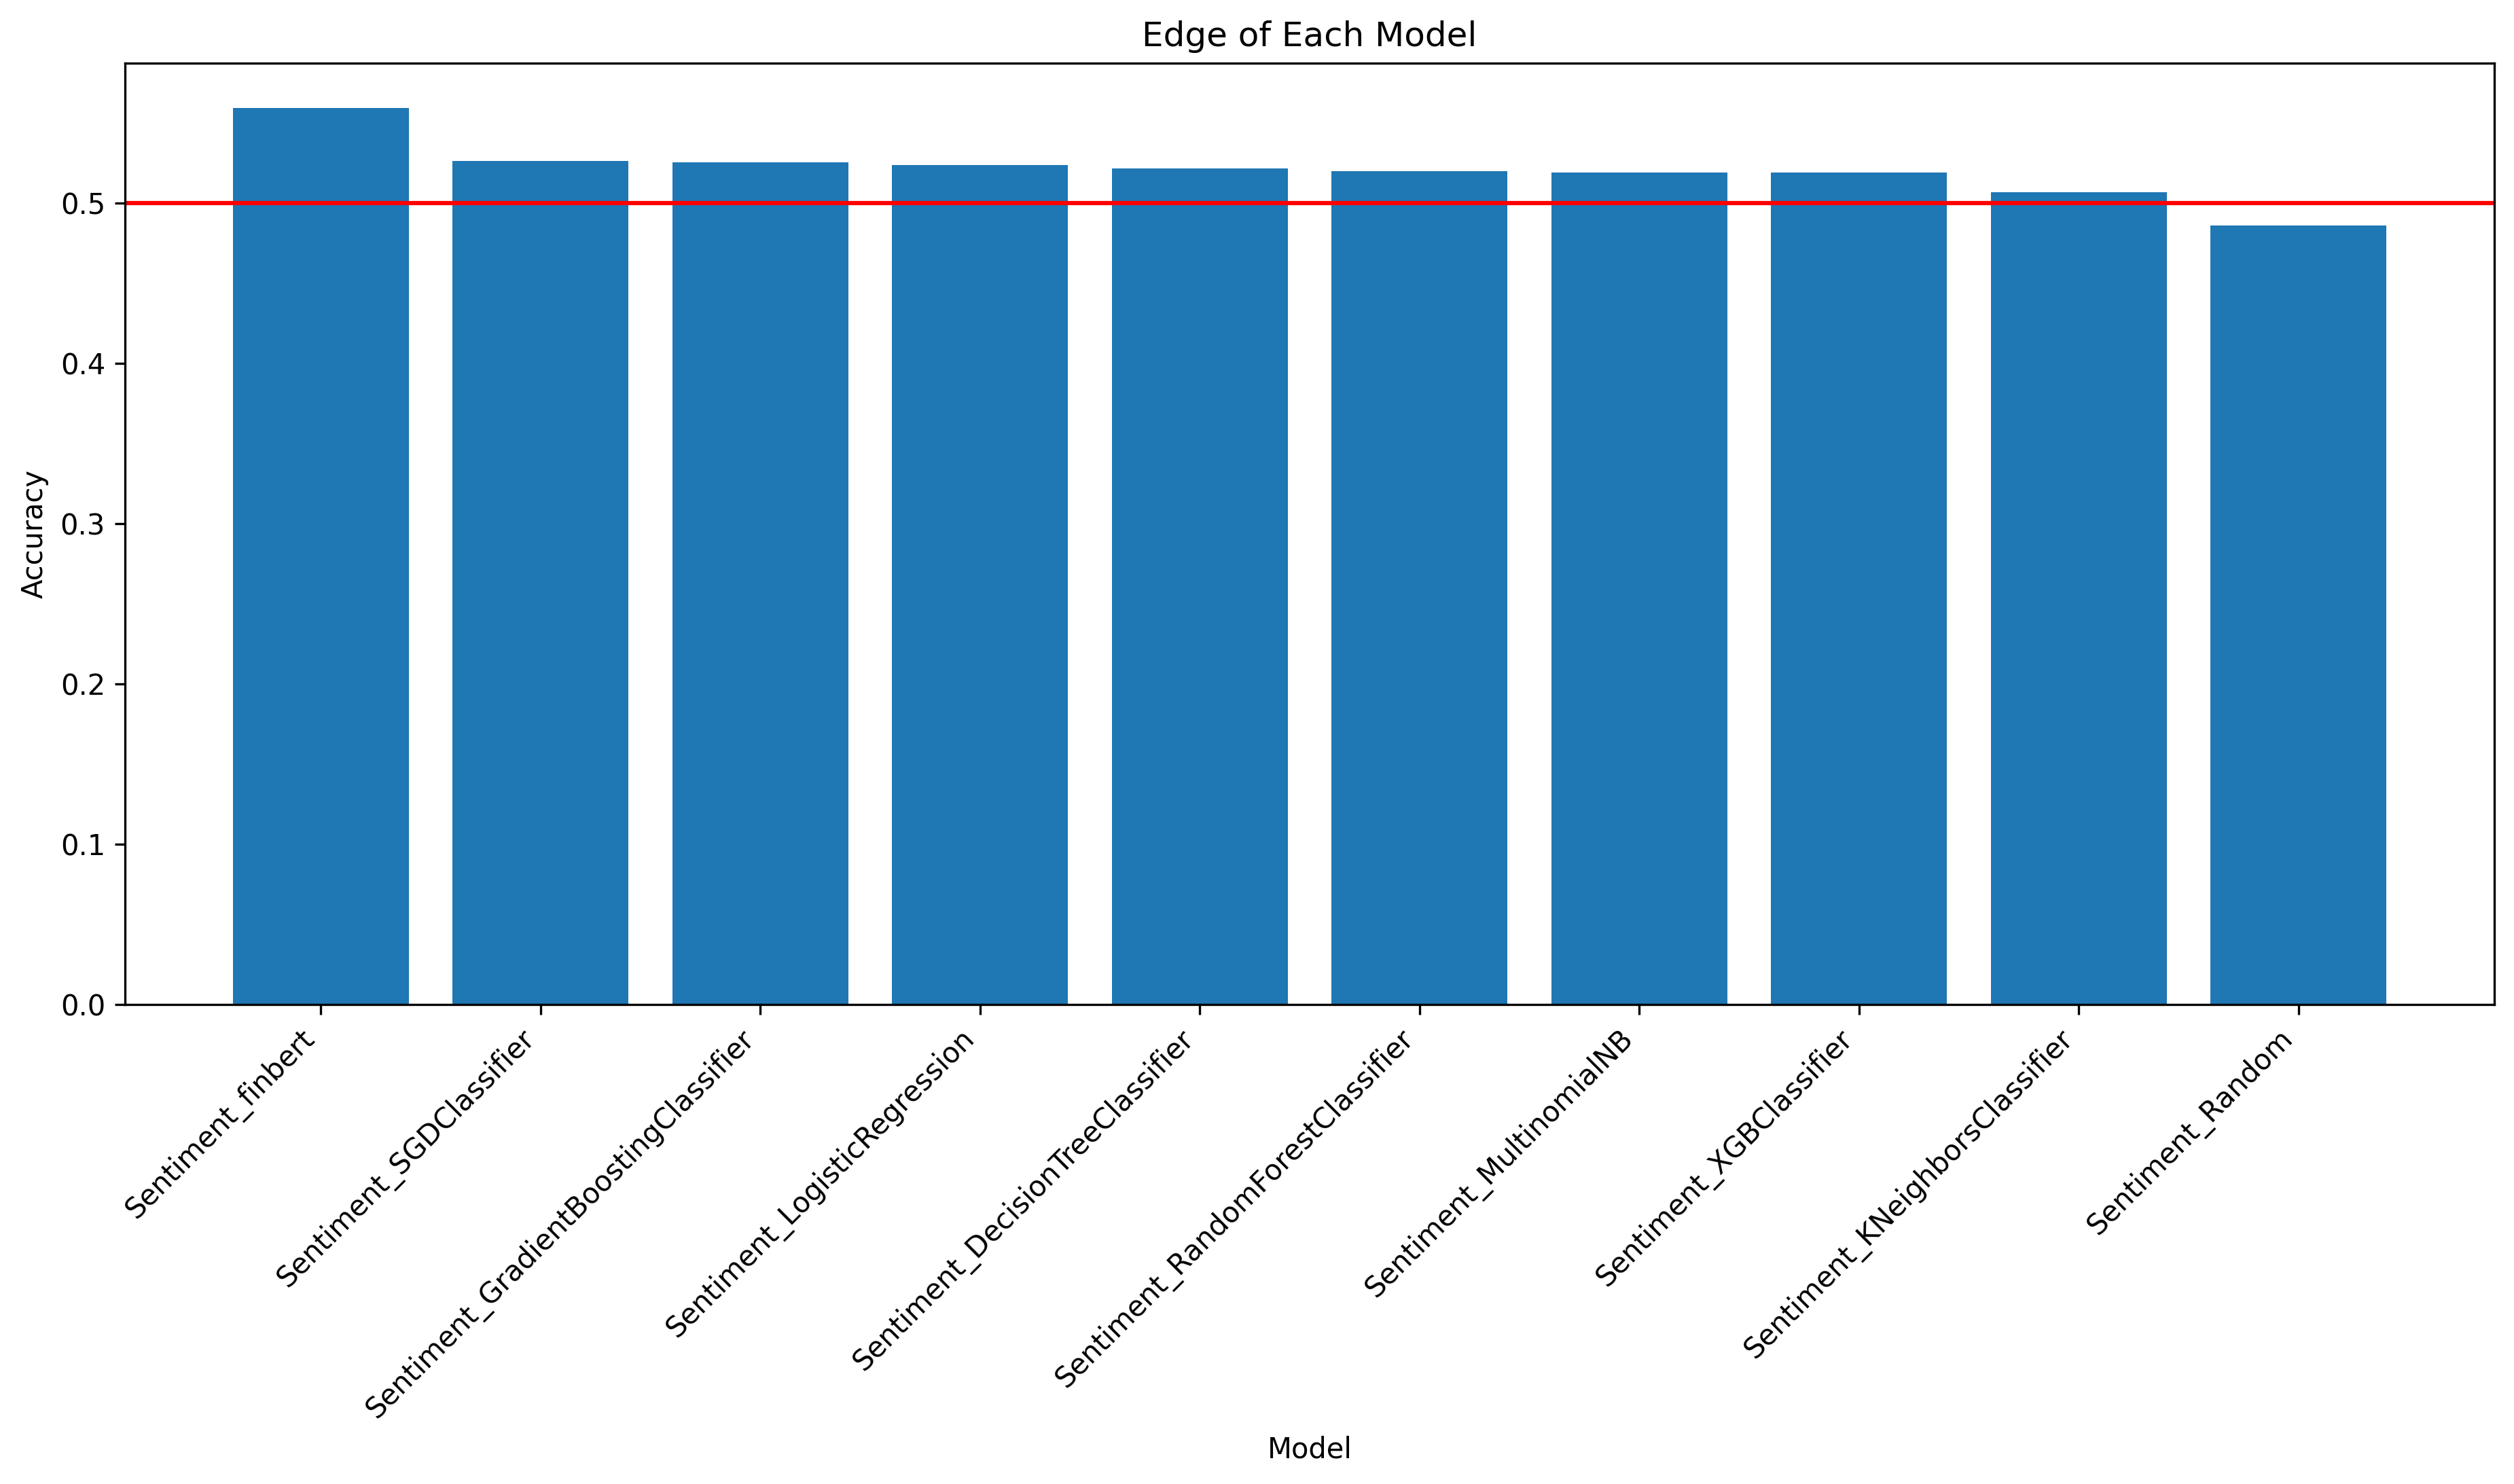 Edge of Each Model
Accuracy
0.5
0.4
0.3
0.2
0.1
0.0
Sentiment_finbert
Sentiment_SGDClassifier
Sentiment_GradientBoostingClassifier
Sentiment_LogisticRegression
Sentiment_DecisionTreeClassifier
Sentiment_RandomForestClassifier
Sentiment_MultinomialNB
Sentiment_XGBClassifier
Sentiment_KNeighborsClassifier
Sentiment_Random
Model